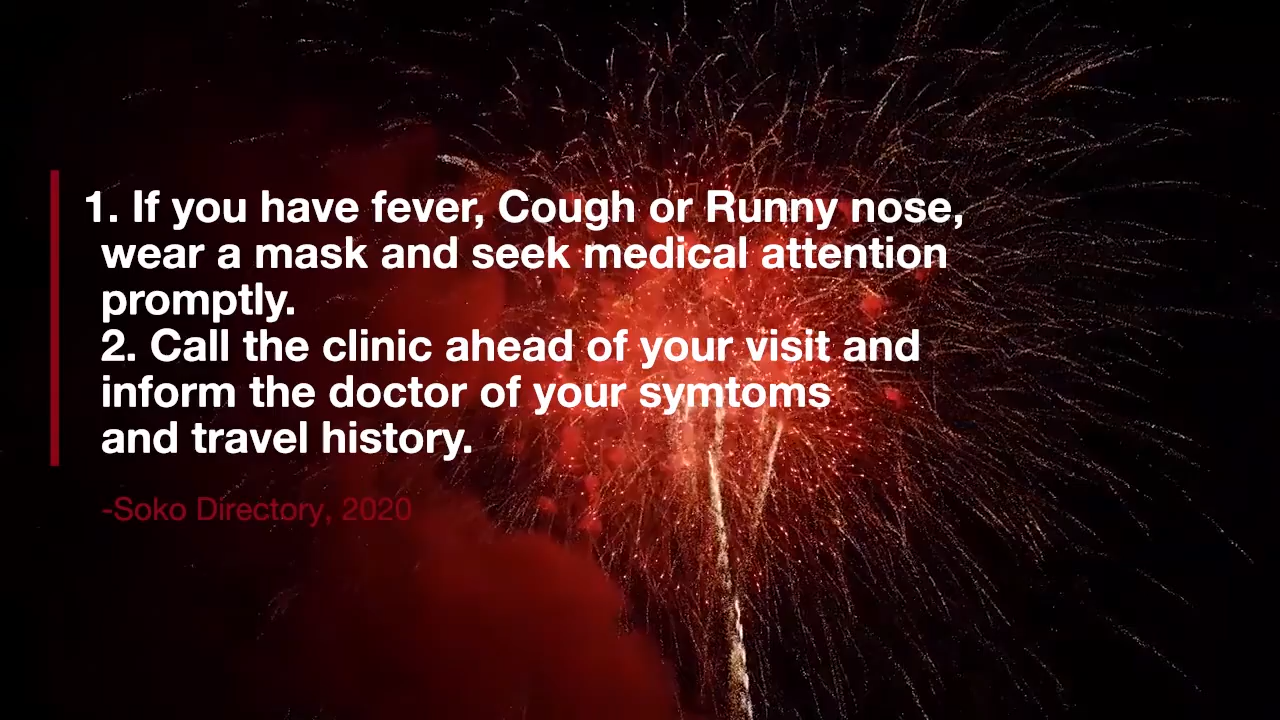 1. If you have fever, Cough or Runny nose,
wear a mask and seek medical attention
promptly.
2. Call the clinic ahead of your visit and
inform the doctor of your symtoms
and travel history.
-Soko Directory, 2020